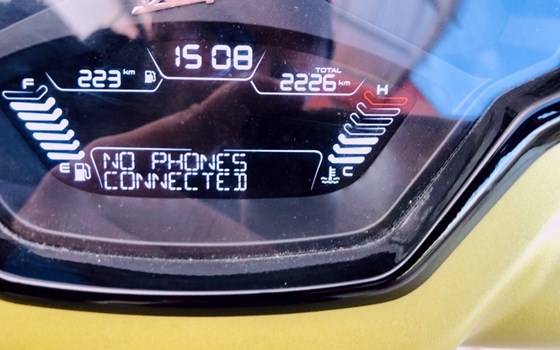 15 08
223 km
TOTAL
2226 km
F
H
E
C
NO PHONES
CONNECTED